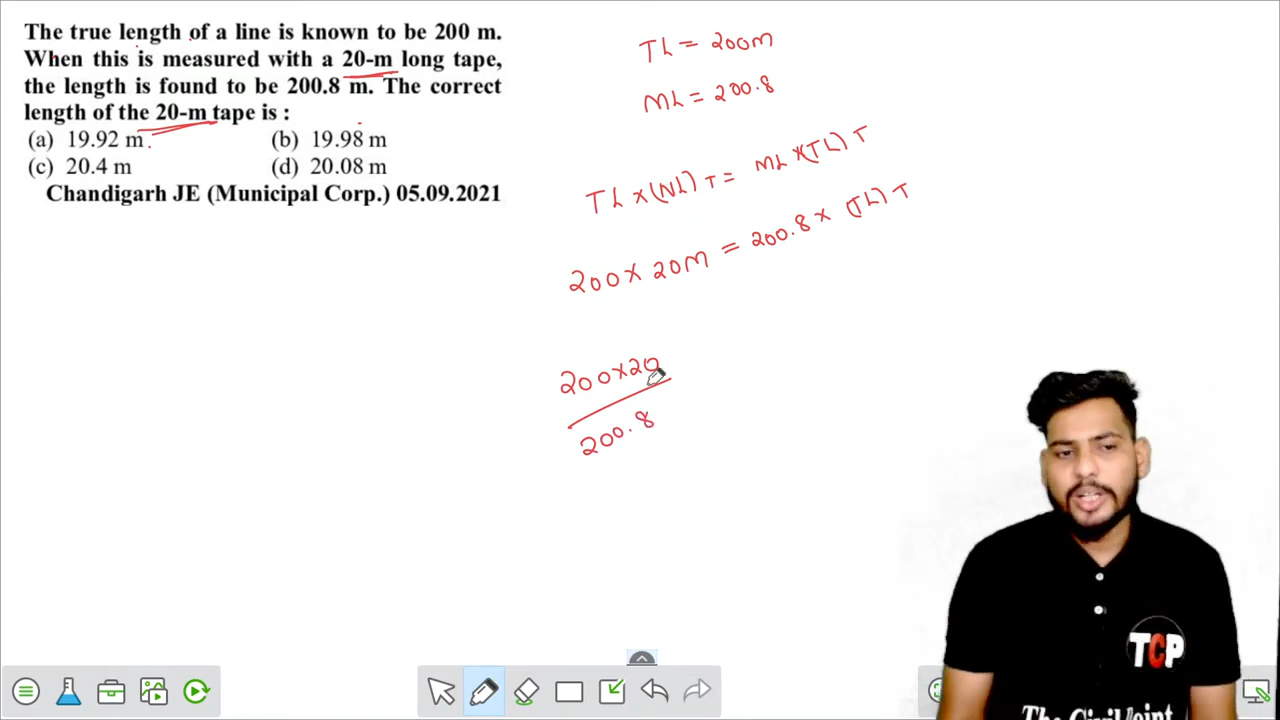 The true length of a line is known to be 200 m.
When this is measured with a 20-m long tape,
the length is found to be 200.8 m. The correct
length of the 20-m tape is :
(a) 19.92 m (b) 19.98 m
(c) 20.4 m (d) 20.08 m
Chandigarh JE (Municipal Corp.) 05.09.2021
TL = 200m
ML = 200.8
TL × (NL) T = ML × (TL) T
200 × 20M = 200.8 × (TL) T
200×20
200.8
TCP
The Civil Point